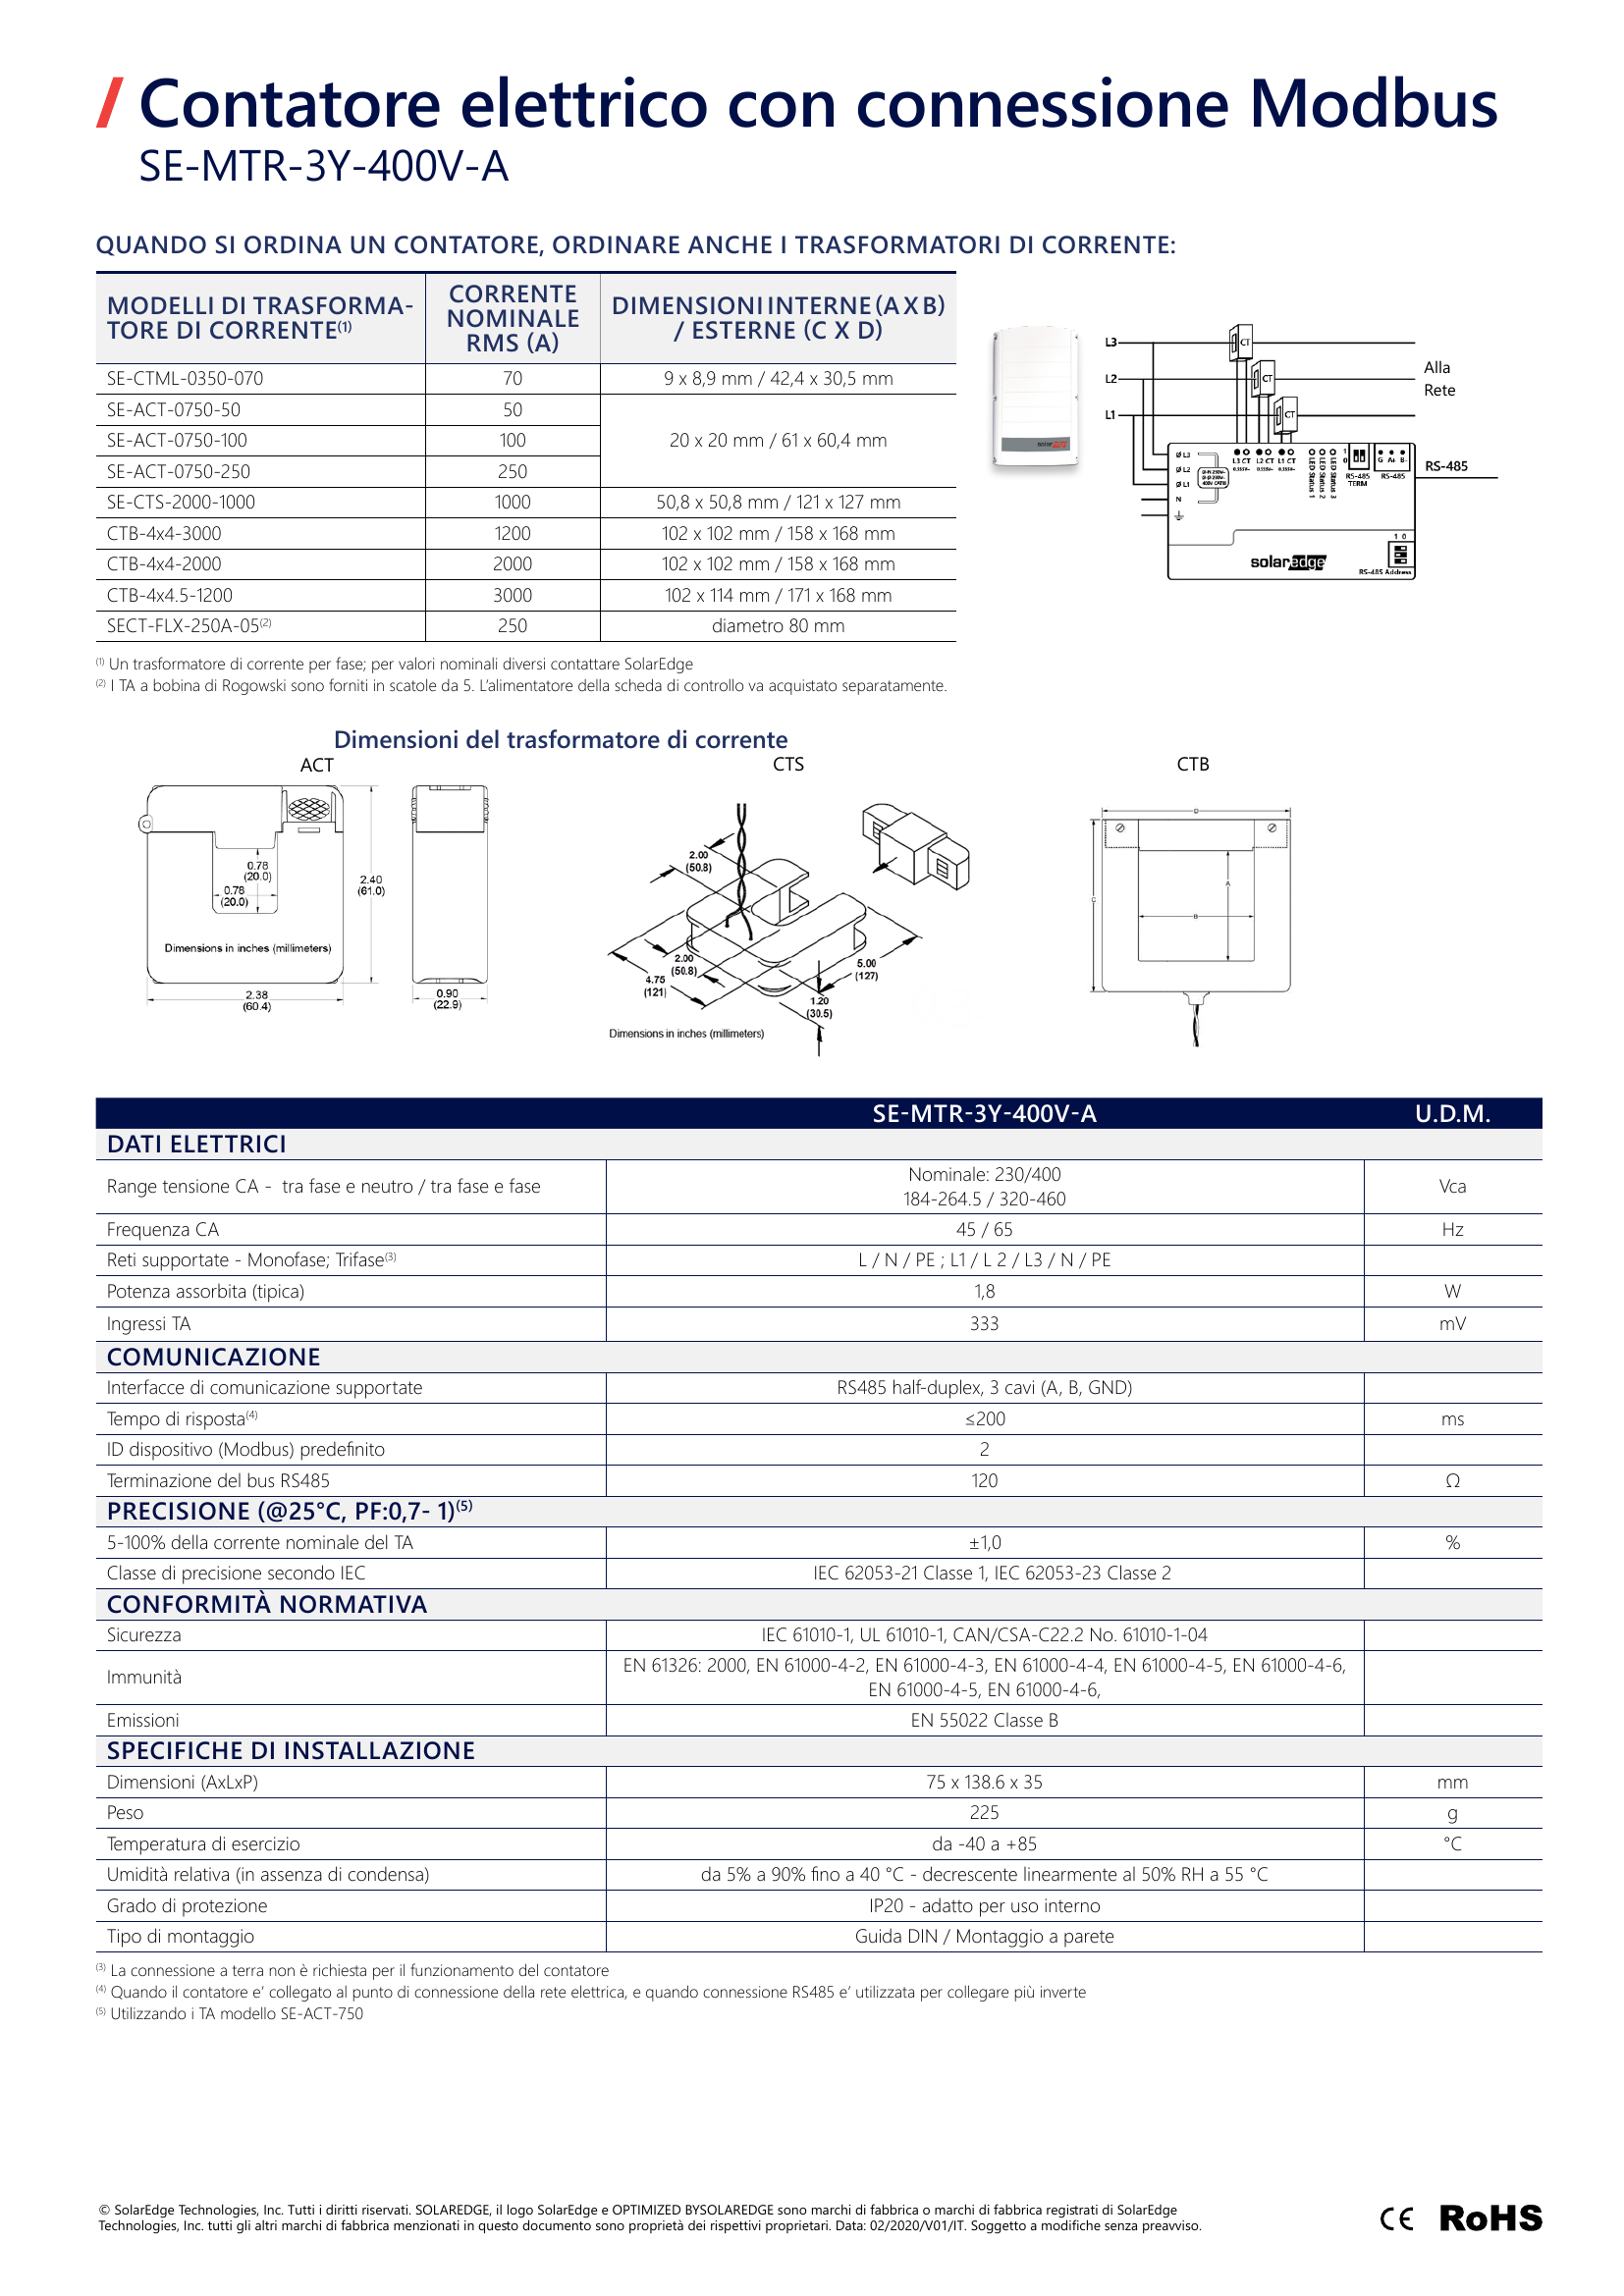 / Contatore elettrico con connessione Modbus
SE-MTR-3Y-400V-A
QUANDO SI ORDINA UN CONTATORE, ORDINARE ANCHE I TRASFORMATORI DI CORRENTE:
MODELLI DI TRASFORMA-
TORE DI CORRENTE(1)
CORRENTE
NOMINALE
RMS (A)
DIMENSIONI INTERNE (A X B)
/ ESTERNE (C X D)
SE-CTML-0350-070 70 9 x 8,9 mm / 42,4 x 30,5 mm
SE-ACT-0750-50 50
SE-ACT-0750-100 100 20 x 20 mm / 61 x 60,4 mm
SE-ACT-0750-250 250
SE-CTS-2000-1000 1000 50,8 x 50,8 mm / 121 x 127 mm
CTB-4x4-3000 1200 102 x 102 mm / 158 x 168 mm
CTB-4x4-2000 2000 102 x 102 mm / 158 x 168 mm
CTB-4x4.5-1200 3000 102 x 114 mm / 171 x 168 mm
SECT-FLX-250A-05(2) 250 diametro 80 mm
(1) Un trasformatore di corrente per fase; per valori nominali diversi contattare SolarEdge
(2) I TA a bobina di Rogowski sono forniti in scatole da 5. L'alimentatore della scheda di controllo va acquistato separatamente.
L3
CT
L2
CT
L1
CT
Alla
Rete
Ø L3
Ø L2
Ø L1
N
L3 CT L2 CT L1 CT
LED Status 1
LED Status 2
LED Status 3
1
0
RS-485
TERM
G A+ B-
RS-485
RS-485
solaredge
1 0
RS-485 Address
Dimensioni del trasformatore di corrente
ACT
CTS
CTB
0.78
(20.0)
0.78
(20.0)
2.40
(61.0)
Dimensions in inches (millimeters)
2.38
(60.4)
0.90
(22.9)
2.00
(50.8)
2.00
(50.8)
4.75
(121)
5.00
(127)
1.20
(30.5)
Dimensions in inches (millimeters)
D
A
B
C
SE-MTR-3Y-400V-A U.D.M.
DATI ELETTRICI
Range tensione CA - tra fase e neutro / tra fase e fase
Nominale: 230/400
184-264.5 / 320-460
Vca
Frequenza CA 45 / 65 Hz
Reti supportate - Monofase; Trifase(3) L / N / PE ; L1 / L 2 / L3 / N / PE
Potenza assorbita (tipica) 1,8 W
Ingressi TA 333 mV
COMUNICAZIONE
Interfacce di comunicazione supportate RS485 half-duplex, 3 cavi (A, B, GND)
Tempo di risposta(4) ≤200 ms
ID dispositivo (Modbus) predefinito 2
Terminazione del bus RS485 120 Ω
PRECISIONE (@25°C, PF:0,7- 1)(5)
5-100% della corrente nominale del TA ±1,0 %
Classe di precisione secondo IEC IEC 62053-21 Classe 1, IEC 62053-23 Classe 2
CONFORMITÀ NORMATIVA
Sicurezza IEC 61010-1, UL 61010-1, CAN/CSA-C22.2 No. 61010-1-04
Immunità
EN 61326: 2000, EN 61000-4-2, EN 61000-4-3, EN 61000-4-4, EN 61000-4-5, EN 61000-4-6,
EN 61000-4-5, EN 61000-4-6,
Emissioni EN 55022 Classe B
SPECIFICHE DI INSTALLAZIONE
Dimensioni (AxLxP) 75 x 138.6 x 35 mm
Peso 225 g
Temperatura di esercizio da -40 a +85 °C
Umidità relativa (in assenza di condensa) da 5% a 90% fino a 40 °C - decrescente linearmente al 50% RH a 55 °C
Grado di protezione IP20 - adatto per uso interno
Tipo di montaggio Guida DIN / Montaggio a parete
(3) La connessione a terra non è richiesta per il funzionamento del contatore
(4) Quando il contatore e' collegato al punto di connessione della rete elettrica, e quando connessione RS485 e' utilizzata per collegare più inverte
(5) Utilizzando i TA modello SE-ACT-750
© SolarEdge Technologies, Inc. Tutti i diritti riservati. SOLAREDGE, il logo SolarEdge e OPTIMIZED BYSOLAREDGE sono marchi di fabbrica o marchi di fabbrica registrati di SolarEdge
Technologies, Inc. tutti gli altri marchi di fabbrica menzionati in questo documento sono proprietà dei rispettivi proprietari. Data: 02/2020/V01/IT. Soggetto a modifiche senza preavviso.
CE RoHS